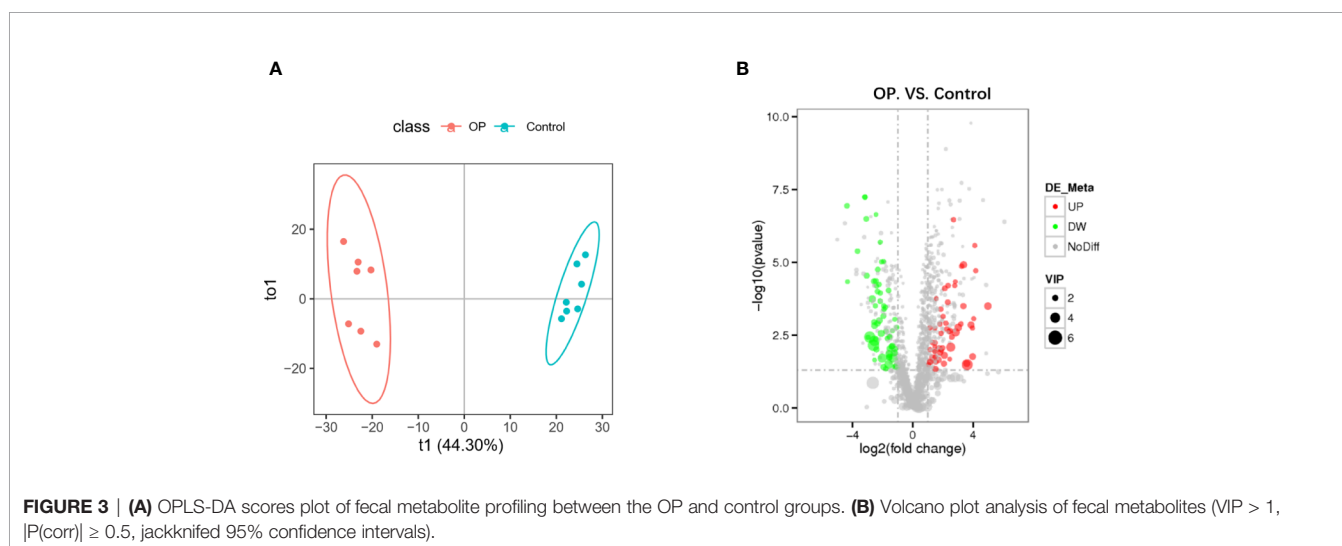 A
class OP Control
to1
20
0
−20
−30 −20 −10 0 10 20 30
t1 (44.30%)
B
OP. VS. Control
−log10(pvalue)
10.0
7.5
5.0
2.5
0.0
−4 0 4
log2(fold change)
DE_Meta
UP
DW
NoDiff
VIP
2
4
6
FIGURE 3 | (A) OPLS-DA scores plot of fecal metabolite profiling between the OP and control groups. (B) Volcano plot analysis of fecal metabolites (VIP > 1,
|P(corr)| ≥ 0.5, jackknifed 95% confidence intervals).